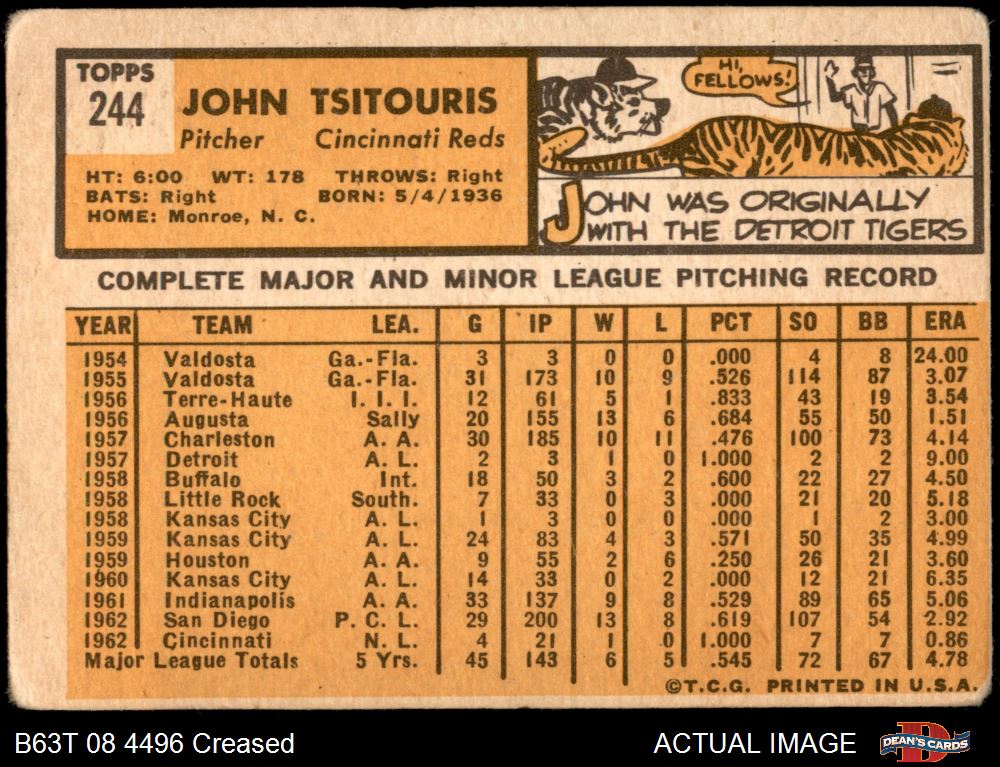 TOPPS
244
JOHN TSITOURIS
Pitcher Cincinnati Reds
HT: 6:00 WT: 178 THROWS: Right
BATS: Right BORN: 5/4/1936
HOME: Monroe, N. C.
HI,
FELLOWS!
JOHN WAS ORIGINALLY
WITH THE DETROIT TIGERS
COMPLETE MAJOR AND MINOR LEAGUE PITCHING RECORD
YEAR TEAM LEA. G IP W L PCT SO BB ERA
1954 Valdosta Ga.-Fla. 3 3 0 0 .000 4 8 24.00
1955 Valdosta Ga.-Fla. 31 173 10 9 .526 114 87 3.07
1956 Terre-Haute I. I. I. 12 61 5 1 .833 43 19 3.54
1956 Augusta Sally 20 155 13 6 .684 55 50 1.51
1957 Charleston A. A. 30 185 10 11 .476 100 73 4.14
1957 Detroit A. L. 2 3 1 0 1.000 2 2 9.00
1958 Buffalo Int. 18 50 3 2 .600 22 27 4.50
1958 Little Rock South. 7 33 0 3 .000 21 20 5.18
1958 Kansas City A. L. 1 3 0 0 .000 1 2 3.00
1959 Kansas City A. L. 24 83 4 3 .571 50 35 4.99
1959 Houston A. A. 9 55 2 6 .250 26 21 3.60
1960 Kansas City A. L. 14 33 0 2 .000 12 21 6.35
1961 Indianapolis A. A. 33 137 9 8 .529 89 65 5.06
1962 San Diego P. C. L. 29 200 13 8 .619 107 54 2.92
1962 Cincinnati N. L. 4 21 1 0 1.000 7 7 0.86
Major League Totals 5 Yrs. 45 143 6 5 .545 72 67 4.78
©T.C.G. PRINTED IN U.S.A.
B63T 08 4496 Creased ACTUAL IMAGE
D
DEAN'S CARDS